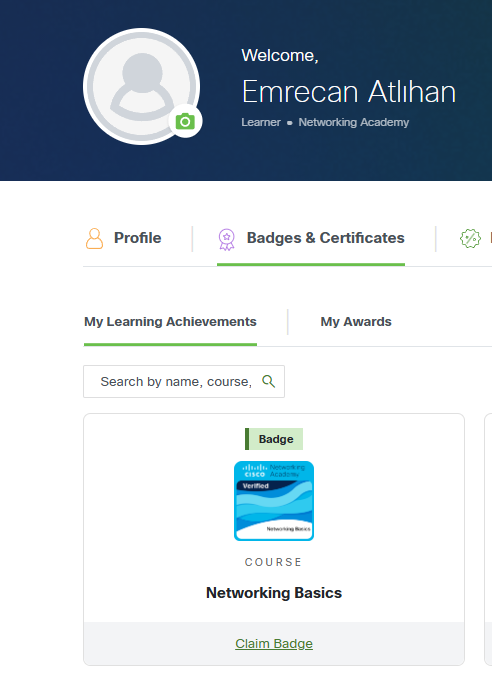 Welcome,
Emrecan Atlıhan
Learner • Networking Academy
Profile
Badges & Certificates
My Learning Achievements
My Awards
Search by name, course,
Badge
CISCO
Networking
Academy
Verified
Networking Basics
COURSE
Networking Basics
Claim Badge